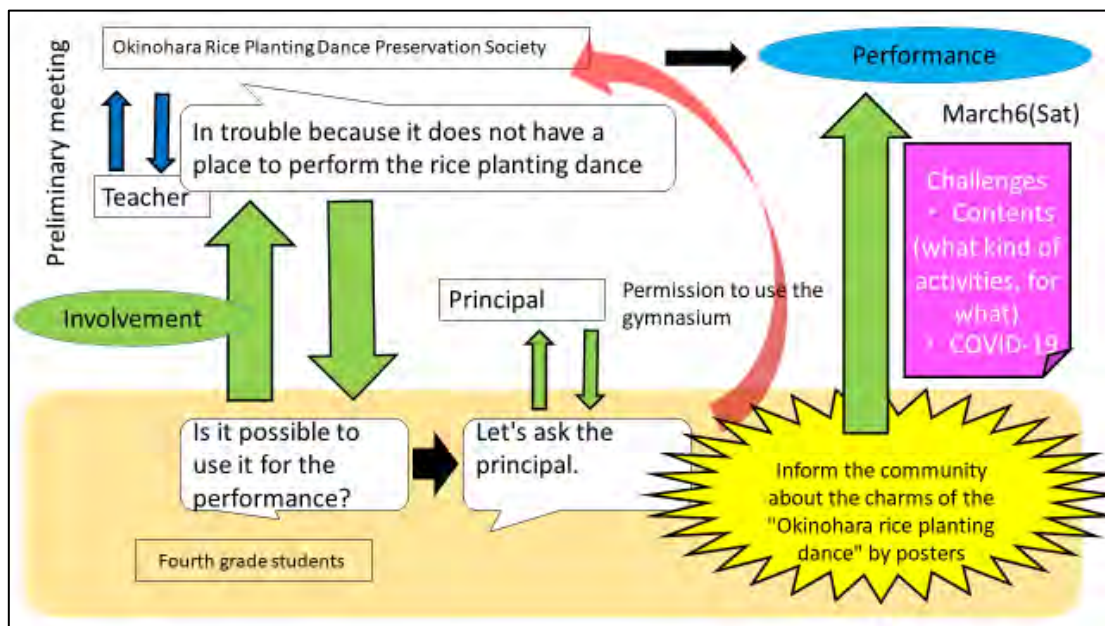 Preliminary meeting
Okinohara Rice Planting Dance Preservation Society
In trouble because it does not have a
place to perform the rice planting dance
Teacher
Involvement
Principal
Permission to use the
gymnasium
Performance
March6(Sat)
Challenges
・ Contents
(what kind of
activities, for
what)
・ COVID-19
Is it possible to
use it for the
performance?
Let's ask the
principal.
Inform the community
about the charms of the
"Okinohara rice planting
dance" by posters
Fourth grade students